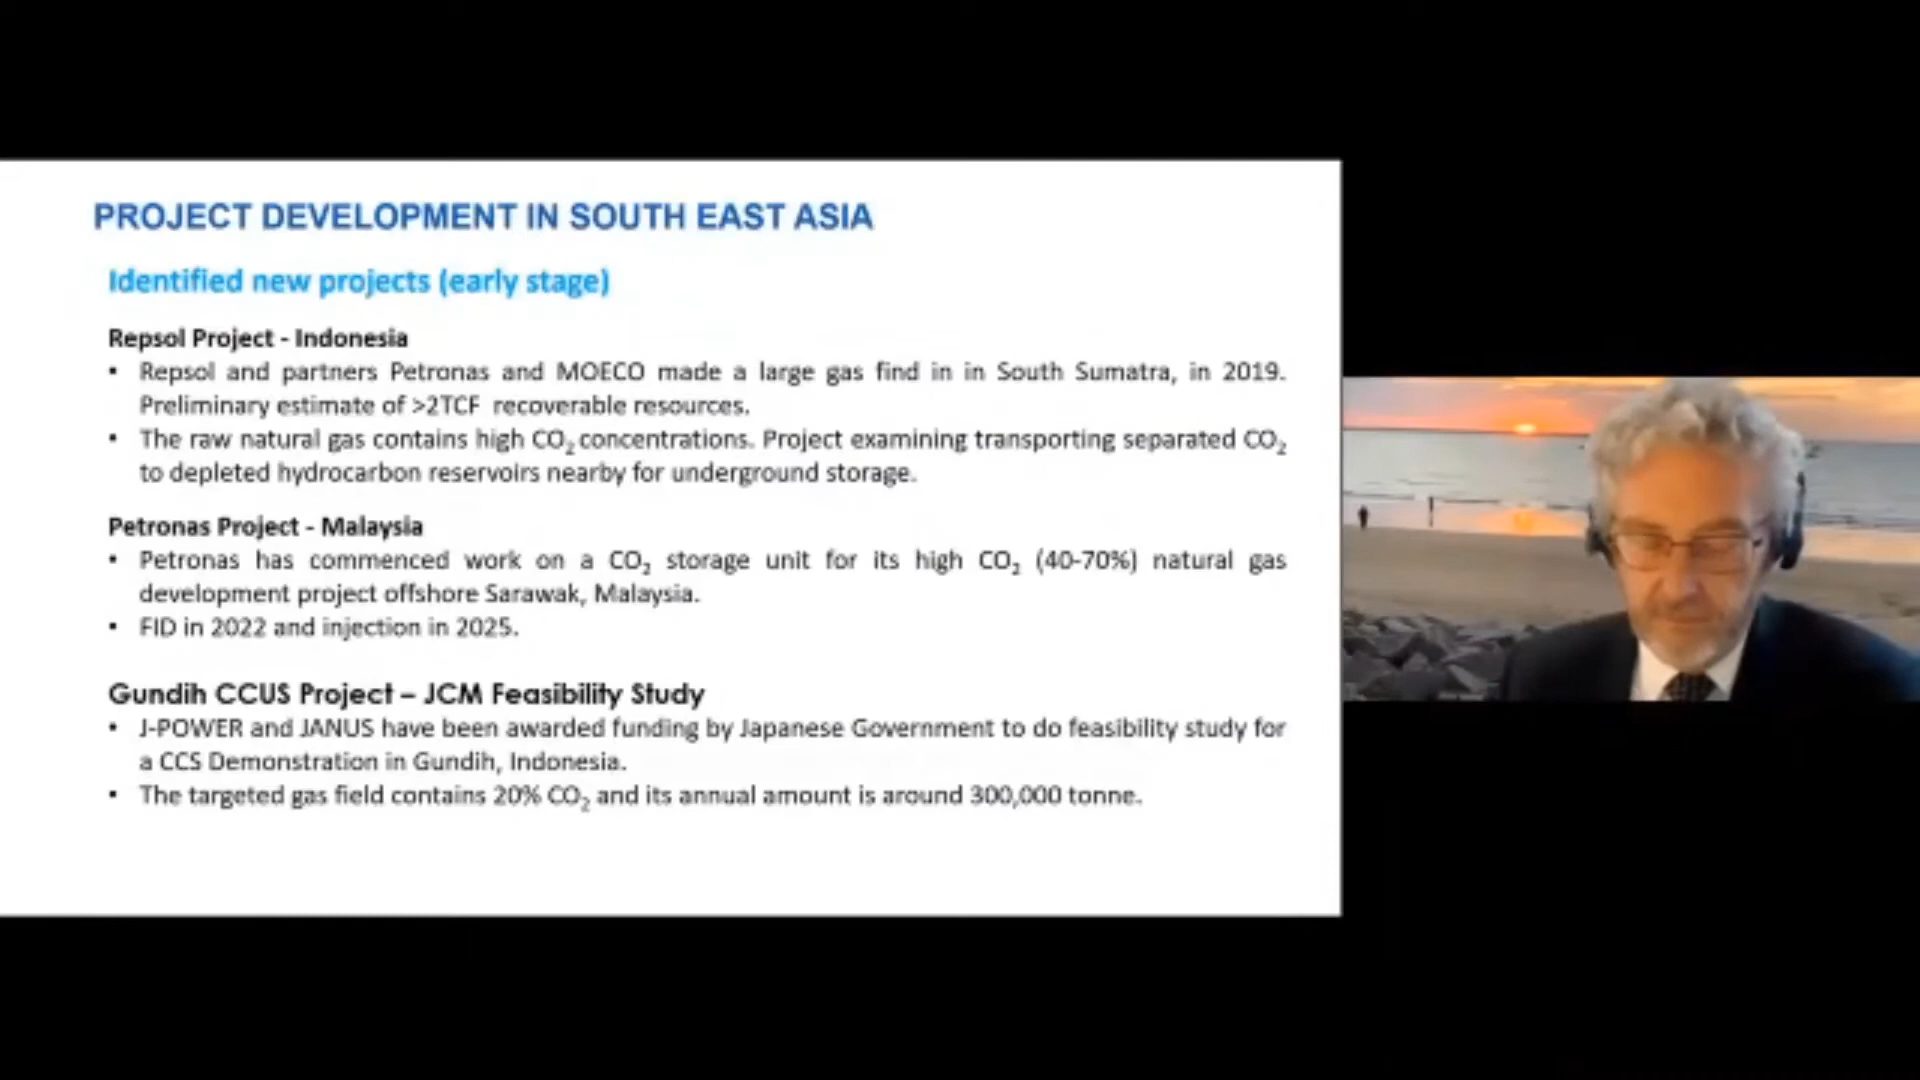 PROJECT DEVELOPMENT IN SOUTH EAST ASIA
Identified new projects (early stage)
Repsol Project - Indonesia
• Repsol and partners Petronas and MOECO made a large gas find in in South Sumatra, in 2019.
Preliminary estimate of >2TCF recoverable resources.
• The raw natural gas contains high CO₂ concentrations. Project examining transporting separated CO₂
to depleted hydrocarbon reservoirs nearby for underground storage.
Petronas Project - Malaysia
• Petronas has commenced work on a CO₂ storage unit for its high CO₂ (40-70%) natural gas
development project offshore Sarawak, Malaysia.
• FID in 2022 and injection in 2025.
Gundih CCUS Project – JCM Feasibility Study
• J-POWER and JANUS have been awarded funding by Japanese Government to do feasibility study for
a CCS Demonstration in Gundih, Indonesia.
• The targeted gas field contains 20% CO₂ and its annual amount is around 300,000 tonne.